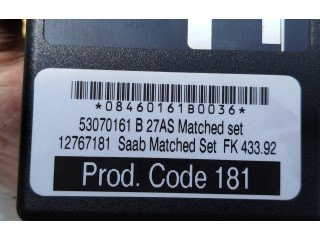 *08460161B0036*
53070161 B 27AS Matched set
12767181 Saab Matched Set FK 433.92
Prod. Code 181